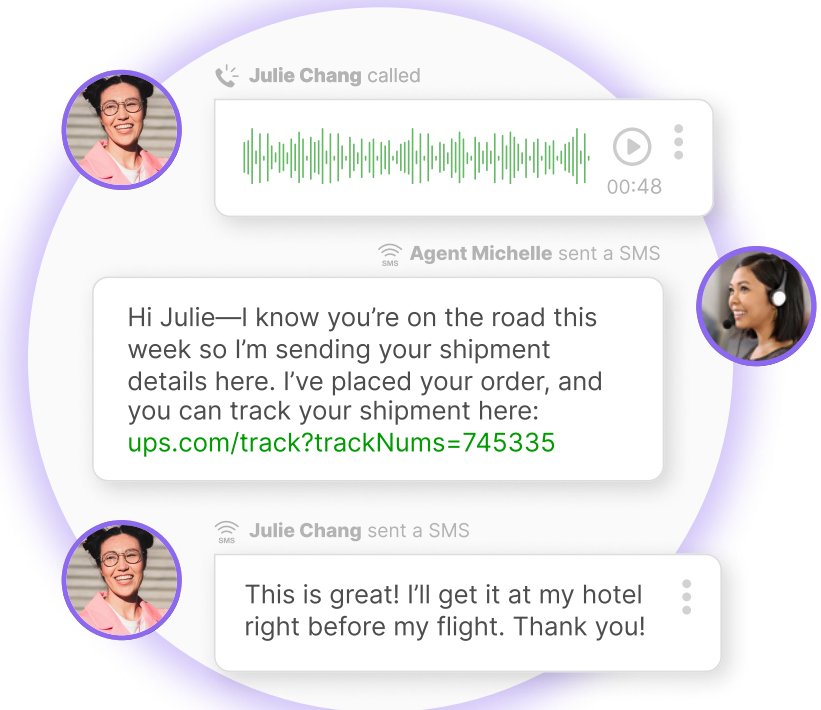 Julie Chang called
00:48
SMS
Agent Michelle sent a SMS
Hi Julie—I know you’re on the road this
week so I’m sending your shipment
details here. I’ve placed your order, and
you can track your shipment here:
ups.com/track?trackNums=745335
SMS
Julie Chang sent a SMS
This is great! I’ll get it at my hotel
right before my flight. Thank you!